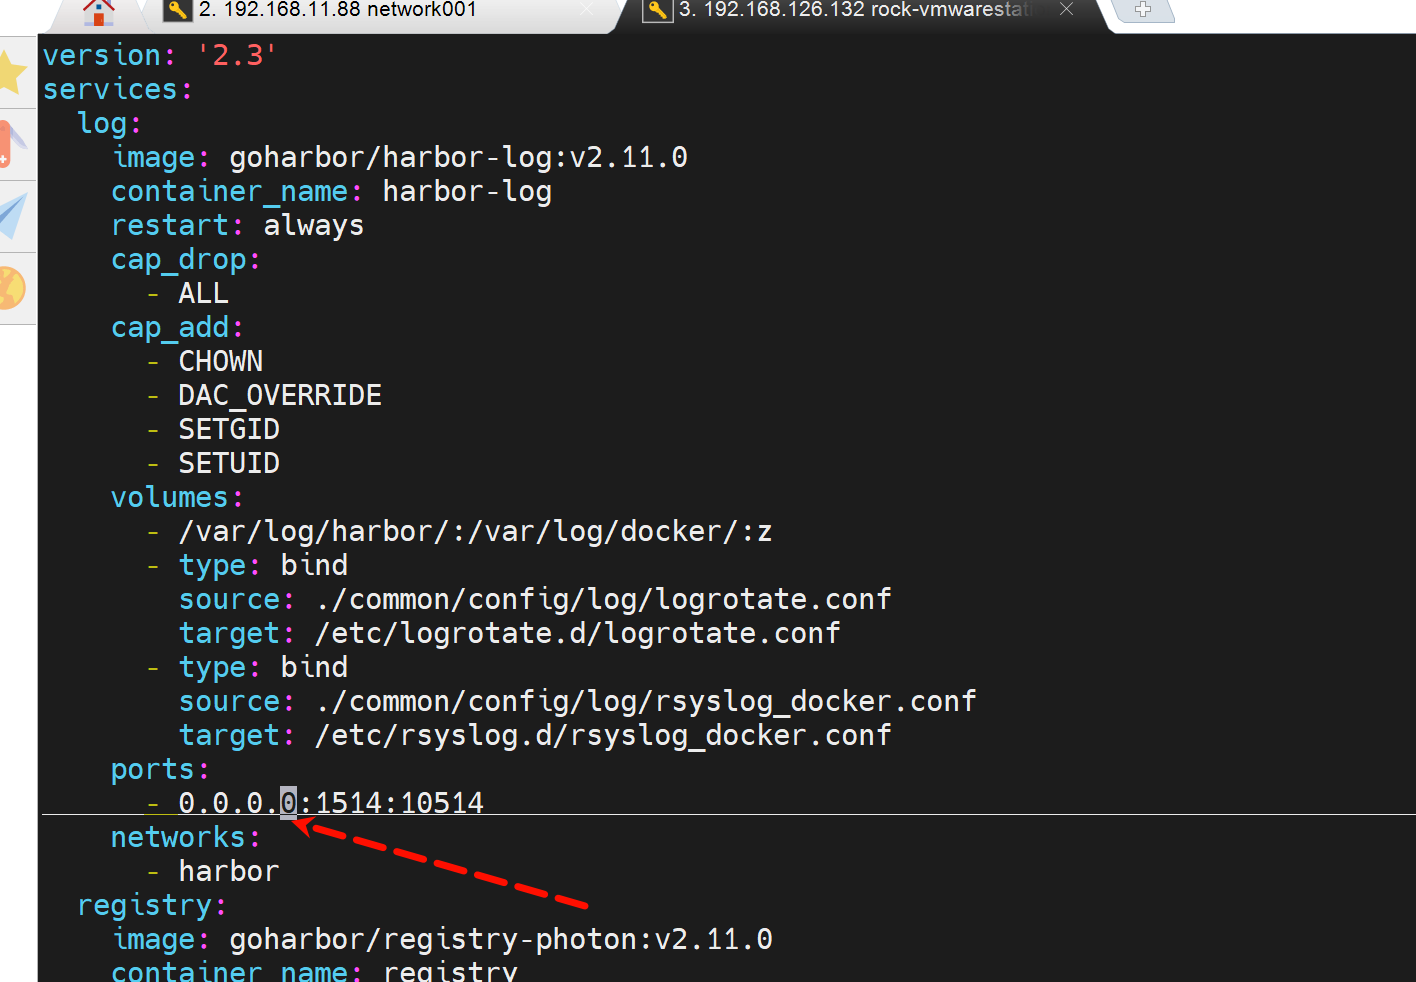 2. 192.168.11.88 network001
3. 192.168.126.132 rock-vmwarestati
version: '2.3'
services:
  log:
    image: goharbor/harbor-log:v2.11.0
    container_name: harbor-log
    restart: always
    cap_drop:
      - ALL
    cap_add:
      - CHOWN
      - DAC_OVERRIDE
      - SETGID
      - SETUID
    volumes:
      - /var/log/harbor/:/var/log/docker/:z
      - type: bind
        source: ./common/config/log/logrotate.conf
        target: /etc/logrotate.d/logrotate.conf
      - type: bind
        source: ./common/config/log/rsyslog_docker.conf
        target: /etc/rsyslog.d/rsyslog_docker.conf
    ports:
      - 0.0.0.0:1514:10514
    networks:
      - harbor
  registry:
    image: goharbor/registry-photon:v2.11.0
    container_name: registry